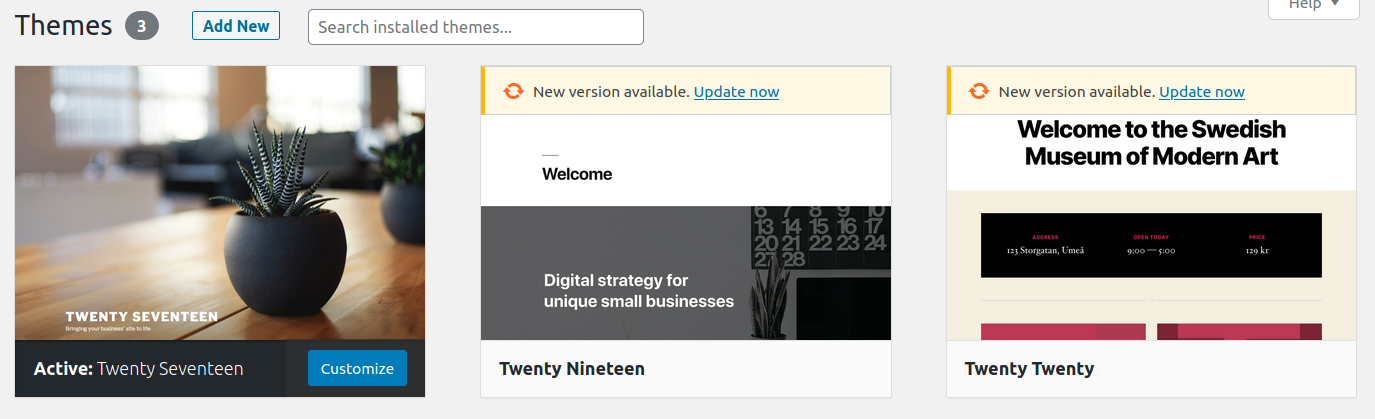 Themes 3 Add New Search installed themes... Help
TWENTY SEVENTEEN
Bringing your business' site to life
Active: Twenty Seventeen Customize
New version available. Update now
Welcome
6 7 8 9 10
13 14 15 16 17
20 21 22 23 24
27 28
Digital strategy for
unique small businesses
Twenty Nineteen
New version available. Update now
Welcome to the Swedish
Museum of Modern Art
ADDRESS OPEN TODAY PRICE
123 Storgatan, Umeå 9:00 — 5:00 129 kr
Twenty Twenty